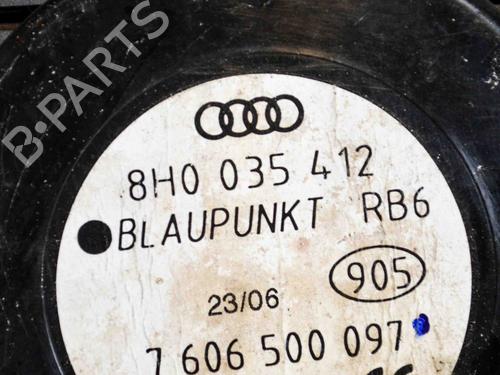 B-PARTS
8H0 035 412
BLAUPUNKT RB6
905
23/06
7 606 500 097